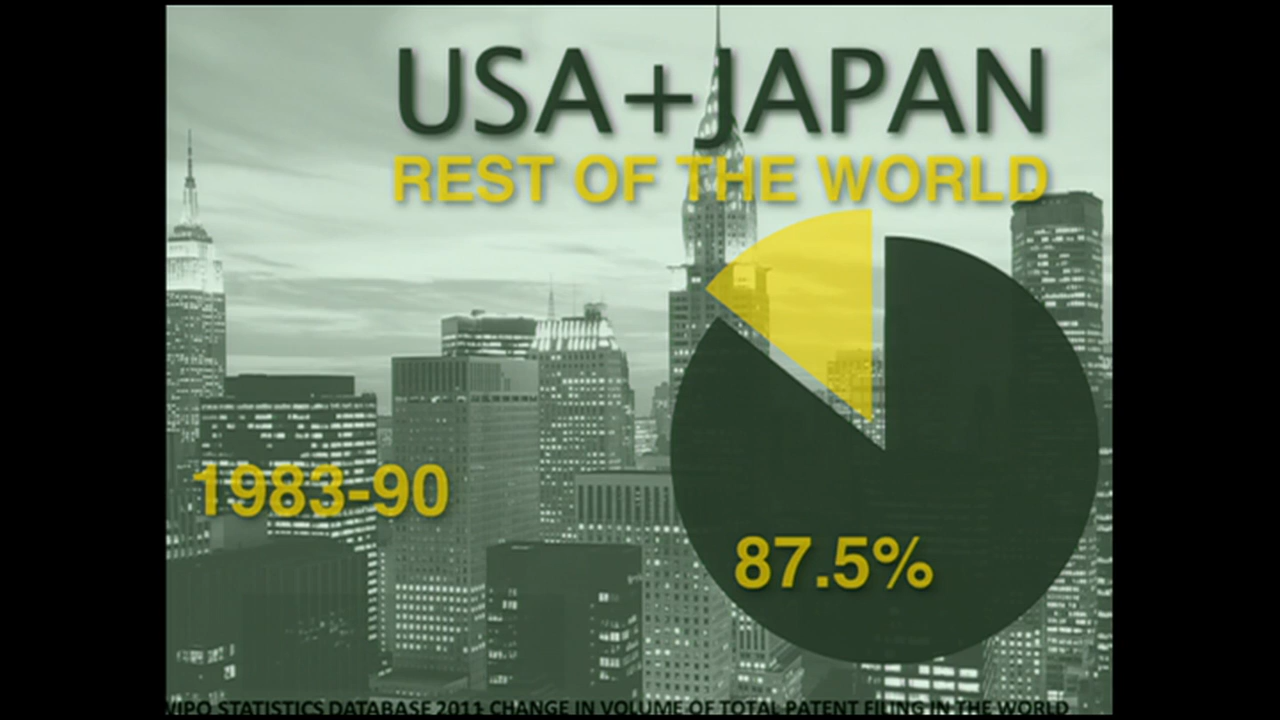 USA+JAPAN
REST OF THE WORLD
1983-90
87.5%
WIPO STATISTICS DATABASE 2011 CHANGE IN VOLUME OF TOTAL PATENT FILING IN THE WORLD